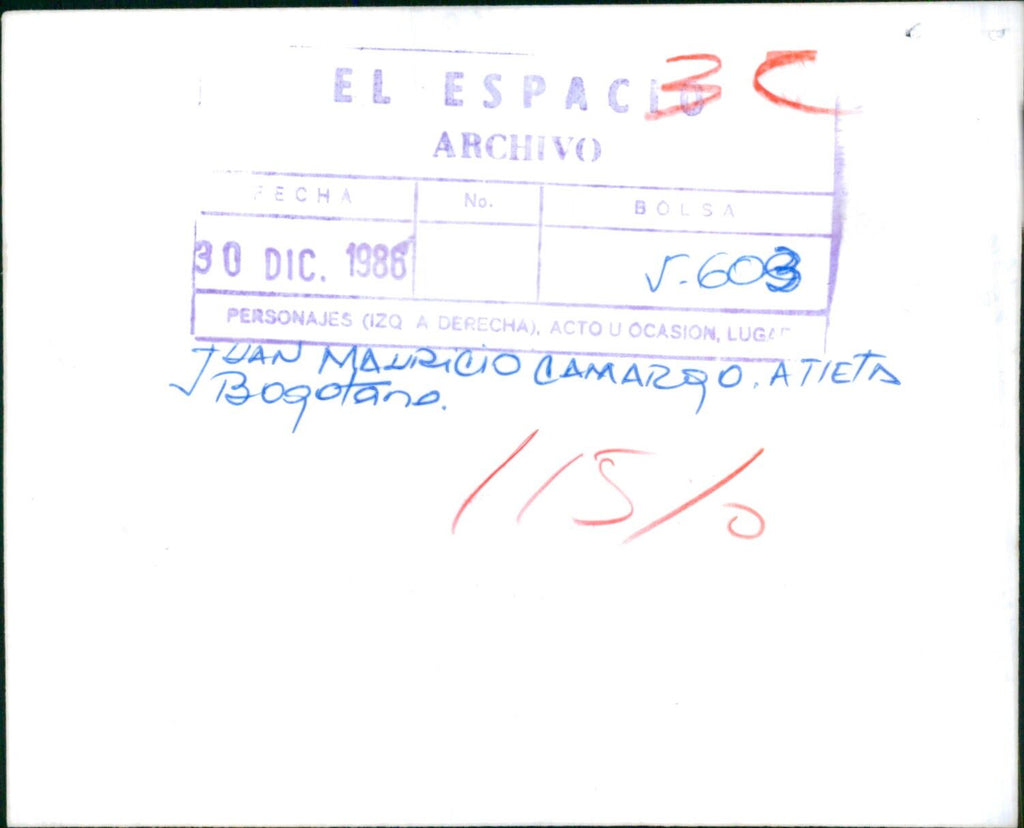 3C
EL ESPACIO
ARCHIVO
FECHA No. BOLSA
30 DIC. 1986 V-603
PERSONAJES (IZQ A DERECHA), ACTO U OCASION, LUGAR
JUAN MAURICIO CAMARGO. ATLETA
Bogotano.
115/0